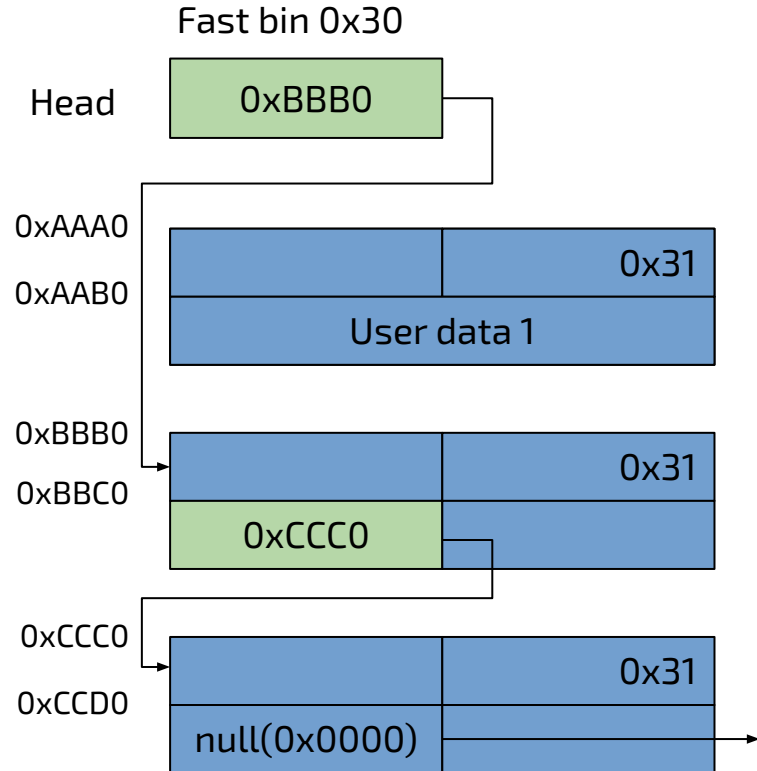 Fast bin 0x30
Head
0xBBB0
0xAAA0
0x31
0xAAB0
User data 1
0xBBB0
0x31
0xBBC0
0xCCC0
0xCCC0
0x31
0xCCD0
null(0x0000)